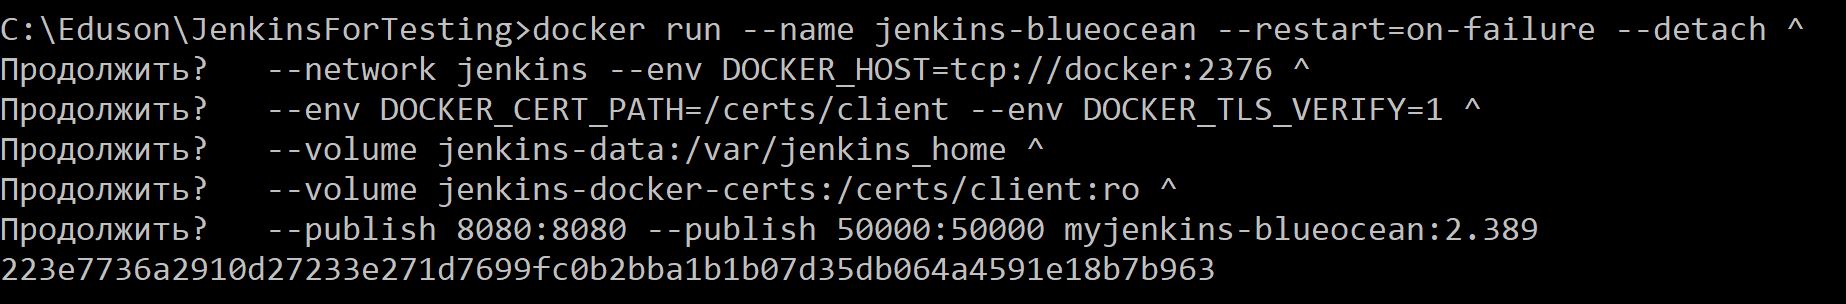 C:\Eduson\JenkinsForTesting>docker run --name jenkins-blueocean --restart=on-failure --detach ^
Продолжить?   --network jenkins --env DOCKER_HOST=tcp://docker:2376 ^
Продолжить?   --env DOCKER_CERT_PATH=/certs/client --env DOCKER_TLS_VERIFY=1 ^
Продолжить?   --volume jenkins-data:/var/jenkins_home ^
Продолжить?   --volume jenkins-docker-certs:/certs/client:ro ^
Продолжить?   --publish 8080:8080 --publish 50000:50000 myjenkins-blueocean:2.389
223e7736a2910d27233e271d7699fc0b2bba1b1b07d35db064a4591e18b7b963